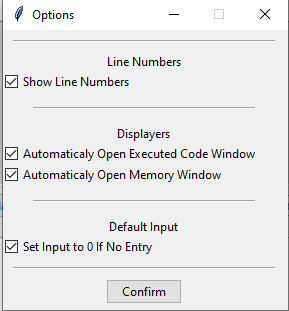 Options
Line Numbers
Show Line Numbers
Displayers
Automaticaly Open Executed Code Window
Automaticaly Open Memory Window
Default Input
Set Input to 0 If No Entry
Confirm